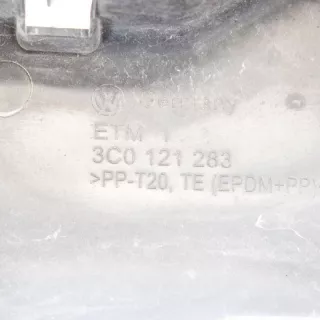 ETM
3C0 121 283
>PP-T20, TE (EPDM+PP